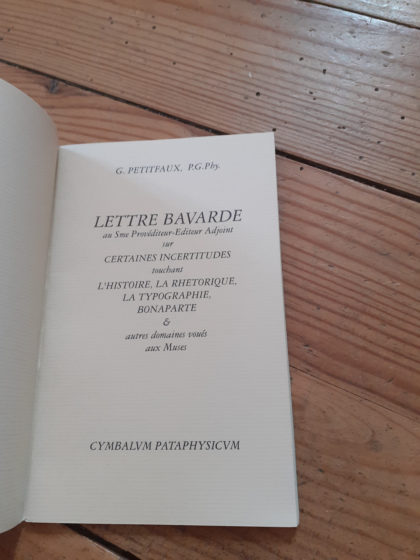 G. PETITFAUX, P.G.Phy.
LETTRE BAVARDE
au Sme Provéditeur-Editeur Adjoint
sur
CERTAINES INCERTITUDES
touchant
L'HISTOIRE, LA RHETORIQUE,
LA TYPOGRAPHIE,
BONAPARTE
&
autres domaines voués
aux Muses
CYMBALVM PATAPHYSICVM